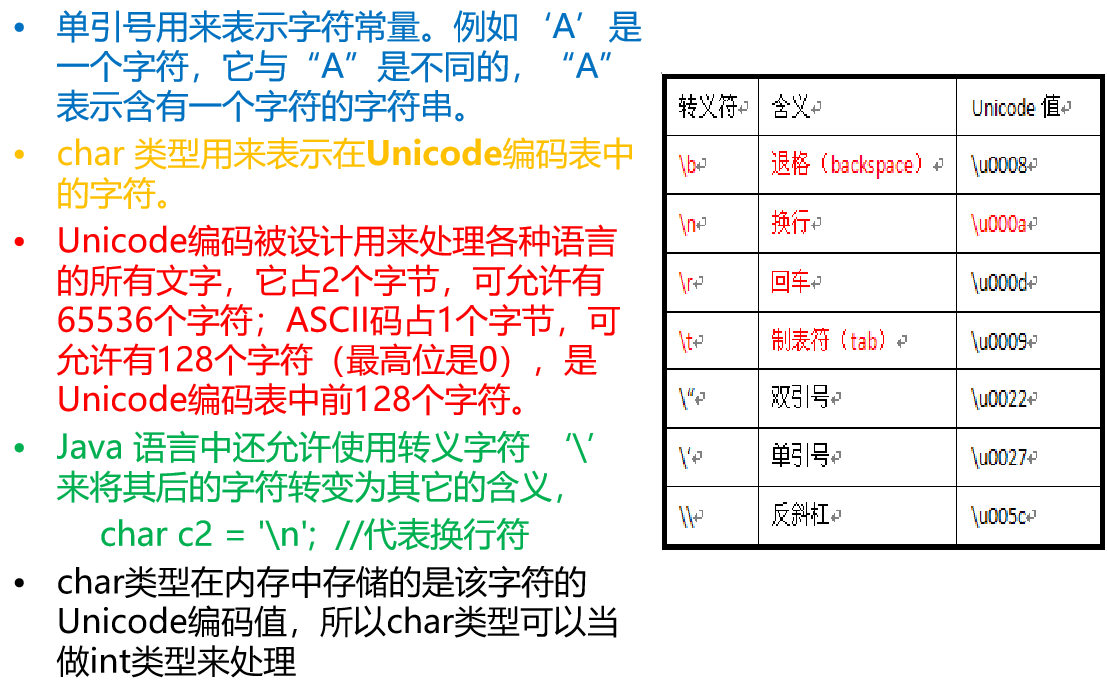 • 单引号用来表示字符常量。例如‘A’是
一个字符，它与“A”是不同的，“A”
表示含有一个字符的字符串。
• char 类型用来表示在Unicode编码表中
的字符。
• Unicode编码被设计用来处理各种语言
的所有文字，它占2个字节，可允许有
65536个字符；ASCII码占1个字节，可
允许有128个字符（最高位是0），是
Unicode编码表中前128个字符。
• Java 语言中还允许使用转义字符 ‘\’
来将其后的字符转变为其它的含义，
char c2 = '\n'; //代表换行符
• char类型在内存中存储的是该字符的
Unicode编码值，所以char类型可以当
做int类型来处理
转义符 含义 Unicode 值
\b 退格（backspace） \u0008
\n 换行 \u000a
\r 回车 \u000d
\t 制表符（tab） \u0009
\“ 双引号 \u0022
\‘ 单引号 \u0027
\\ 反斜杠 \u005c